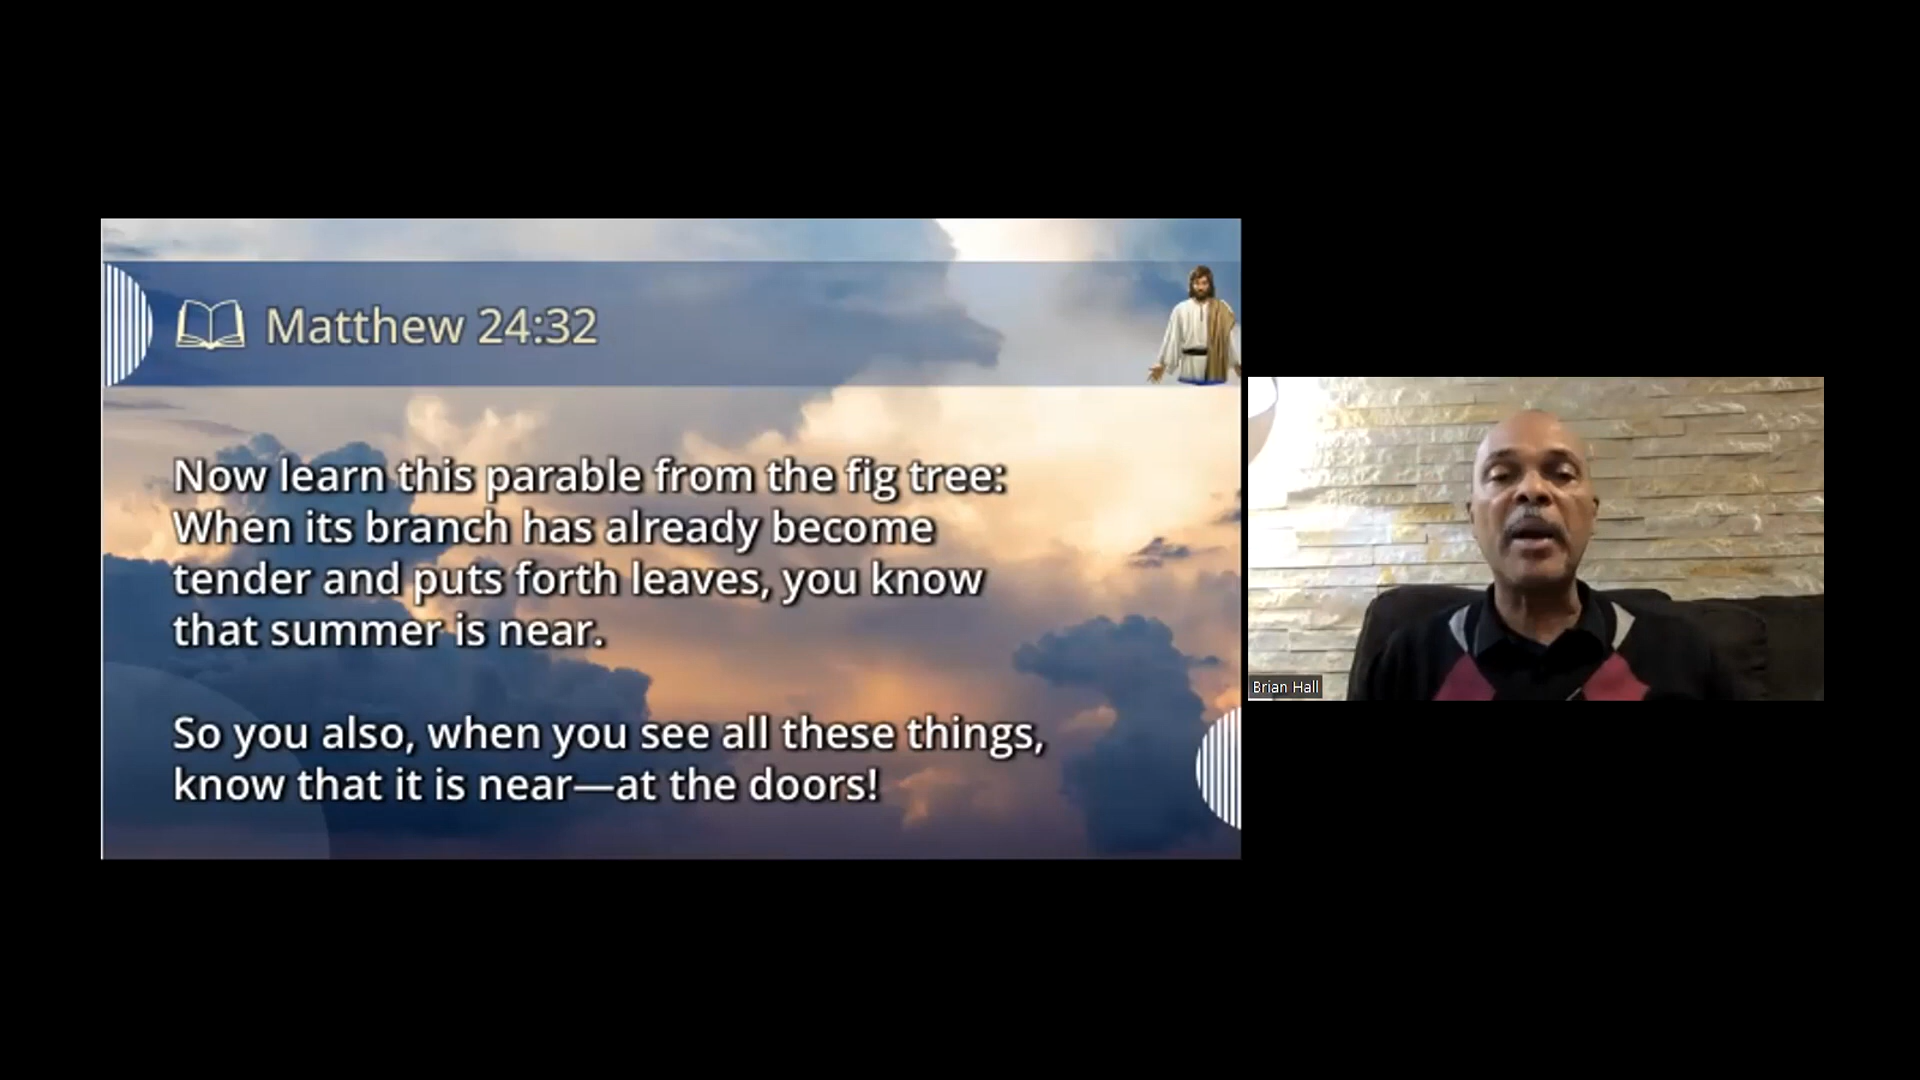 Matthew 24:32
Now learn this parable from the fig tree:
When its branch has already become
tender and puts forth leaves, you know
that summer is near.
So you also, when you see all these things,
know that it is near—at the doors!
Brian Hall